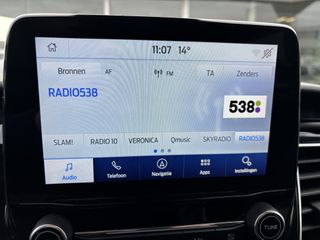 11:07 14°
Bronnen AF FM TA Zenders
RADIO538
538
SLAM! RADIO 10 VERONICA Qmusic SKYRADIO RADIO538
Audio Telefoon Navigatie Apps Instellingen
TUNE